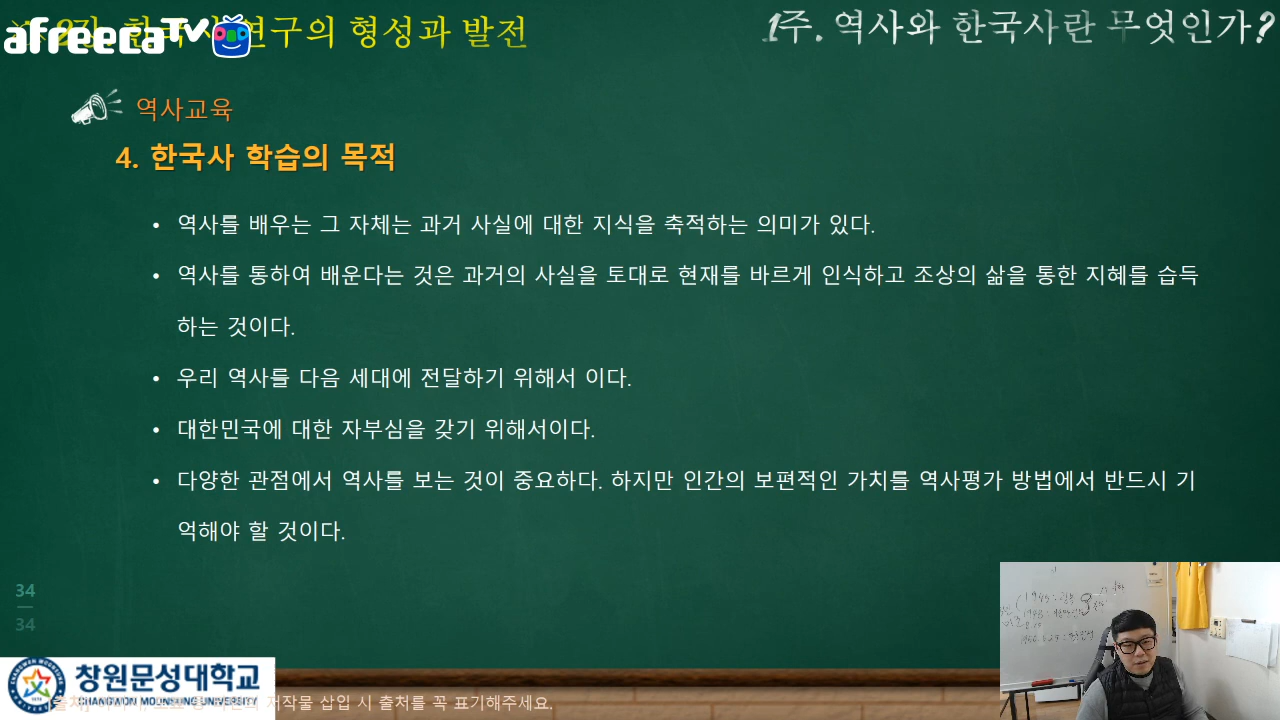 afreecaTV 연구의 형성과 발전
1주. 역사와 한국사란 무엇인가?
역사교육
4. 한국사 학습의 목적
• 역사를 배우는 그 자체는 과거 사실에 대한 지식을 축적하는 의미가 있다.
• 역사를 통하여 배운다는 것은 과거의 사실을 토대로 현재를 바르게 인식하고 조상의 삶을 통한 지혜를 습득
하는 것이다.
• 우리 역사를 다음 세대에 전달하기 위해서 이다.
• 대한민국에 대한 자부심을 갖기 위해서이다.
• 다양한 관점에서 역사를 보는 것이 중요하다. 하지만 인간의 보편적인 가치를 역사평가 방법에서 반드시 기
억해야 할 것이다.
34
34
창원문성대학교
CHANGWON MOONSUNG UNIVERSITY
저작물 삽입 시 출처를 꼭 표기해주세요.